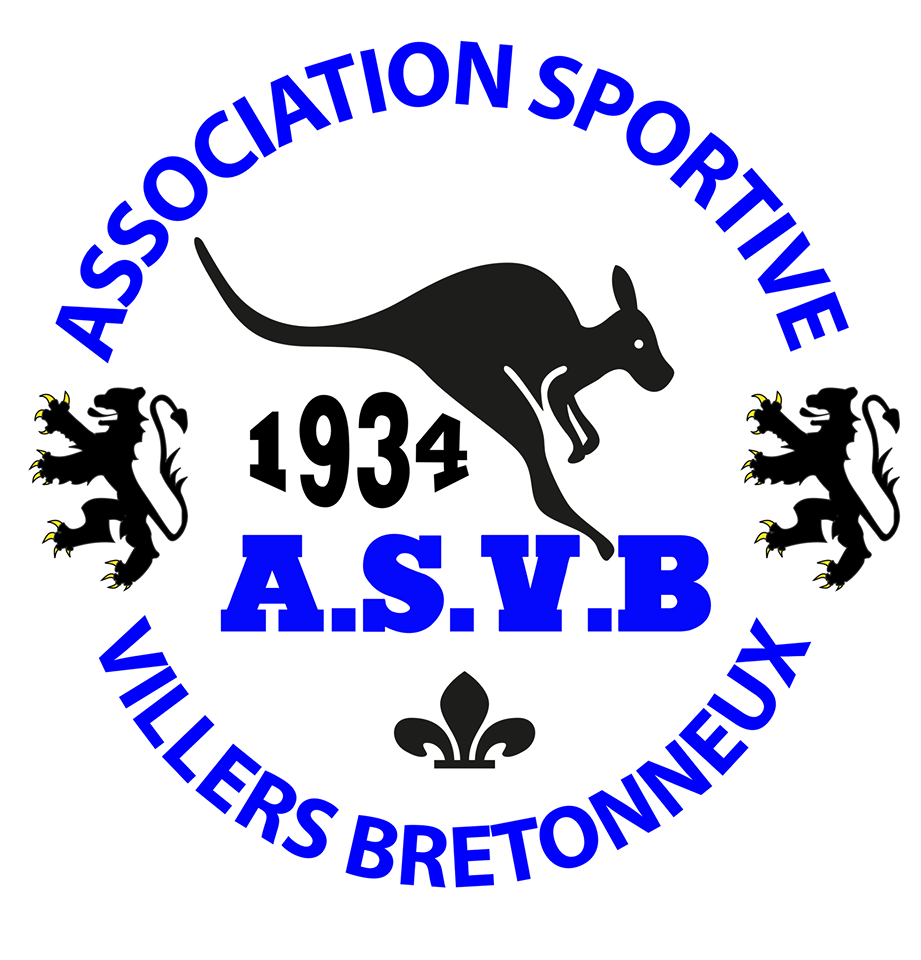 ASSOCIATION SPORTIVE
1934
A.S.V.B
VILLERS BRETONNEUX